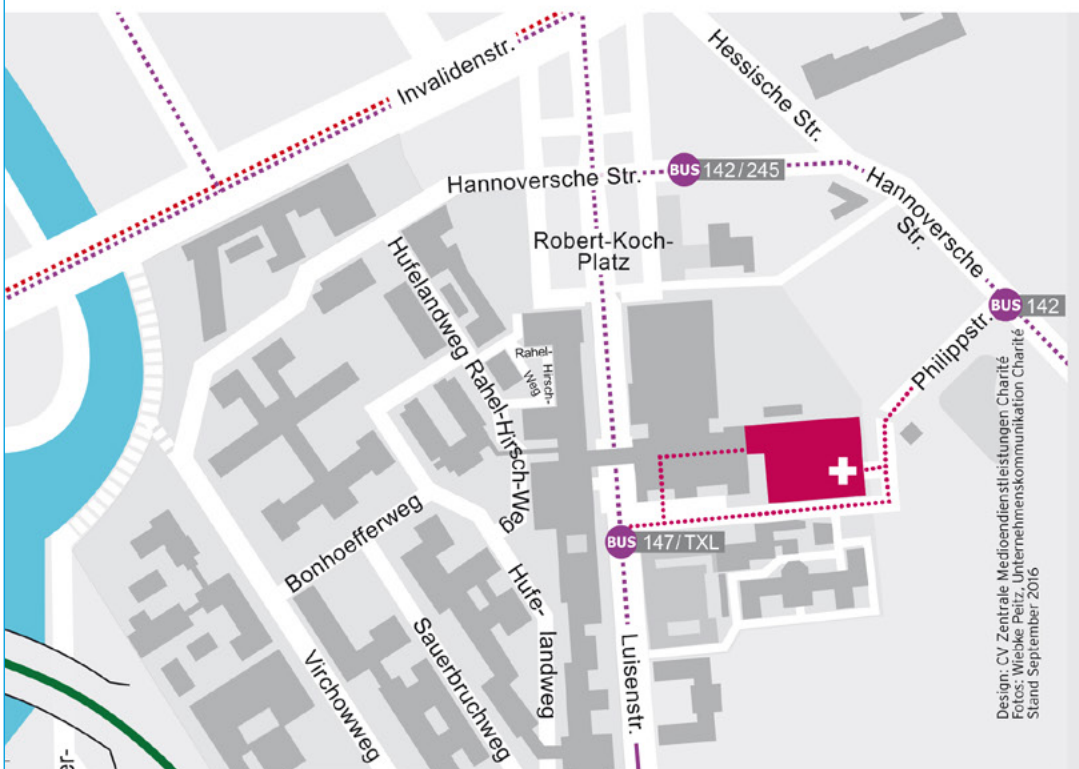 Invalidenstr.
Hessische Str.
Hannoversche Str.
BUS 142/245
Hannoversche
Str.
Robert-Koch-
Platz
BUS 142
Philippstr.
Hufelandweg
Rahel-Hirsch-Weg
Rahel-
Hirsch-
Weg
BUS 147/TXL
Bonhoefferweg
Hufe-
landweg
Sauerbruchweg
Virchowweg
Luisenstr.
er-
Design: CV Zentrale Medioendienstleistungen Charité
Fotos: Wiebke Peitz, Unternehmenskommunikation Charité
Stand September 2016